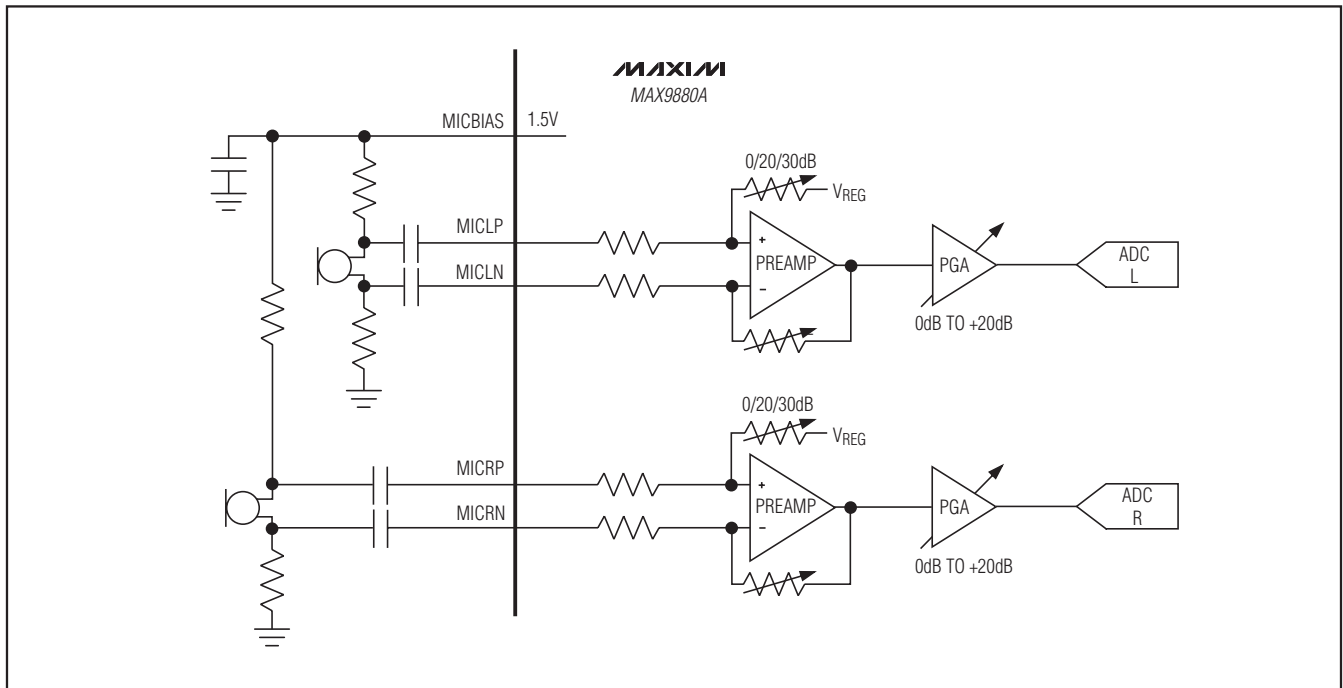 MAXIM
MAX9880A
MICBIAS 1.5V
0/20/30dB
VREG
MICLP
+
PREAMP
PGA
ADC
L
MICLN
−
0dB TO +20dB
0/20/30dB
VREG
MICRP
+
PREAMP
PGA
ADC
R
MICRN
−
0dB TO +20dB